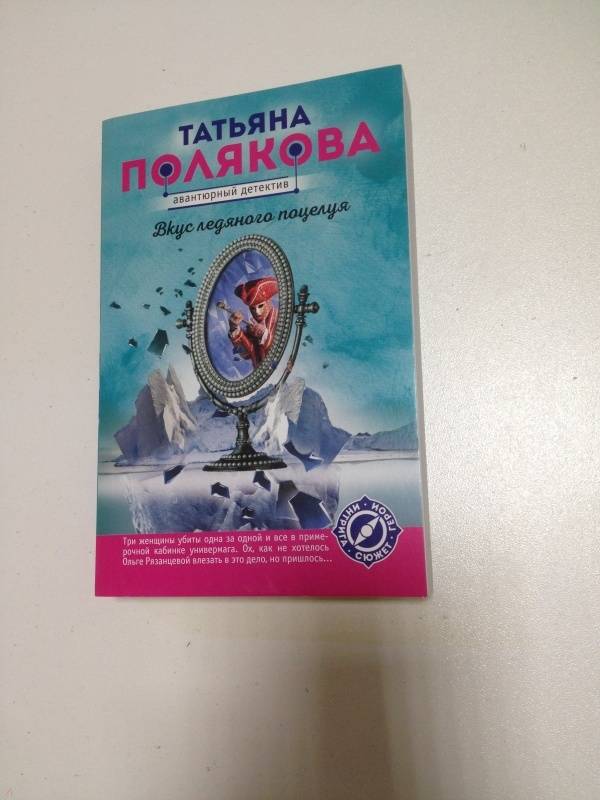 ТАТЬЯНА
ПОЛЯКОВА
авантюрный детектив
Вкус ледяного поцелуя
Три женщины убиты одна за одной и все в приме-
рочной кабинке универмага. Ох, как не хотелось
Ольге Рязанцевой влезать в это дело, но пришлось...
ИНТРИГА · СЮЖЕТ · ГЕРОИ